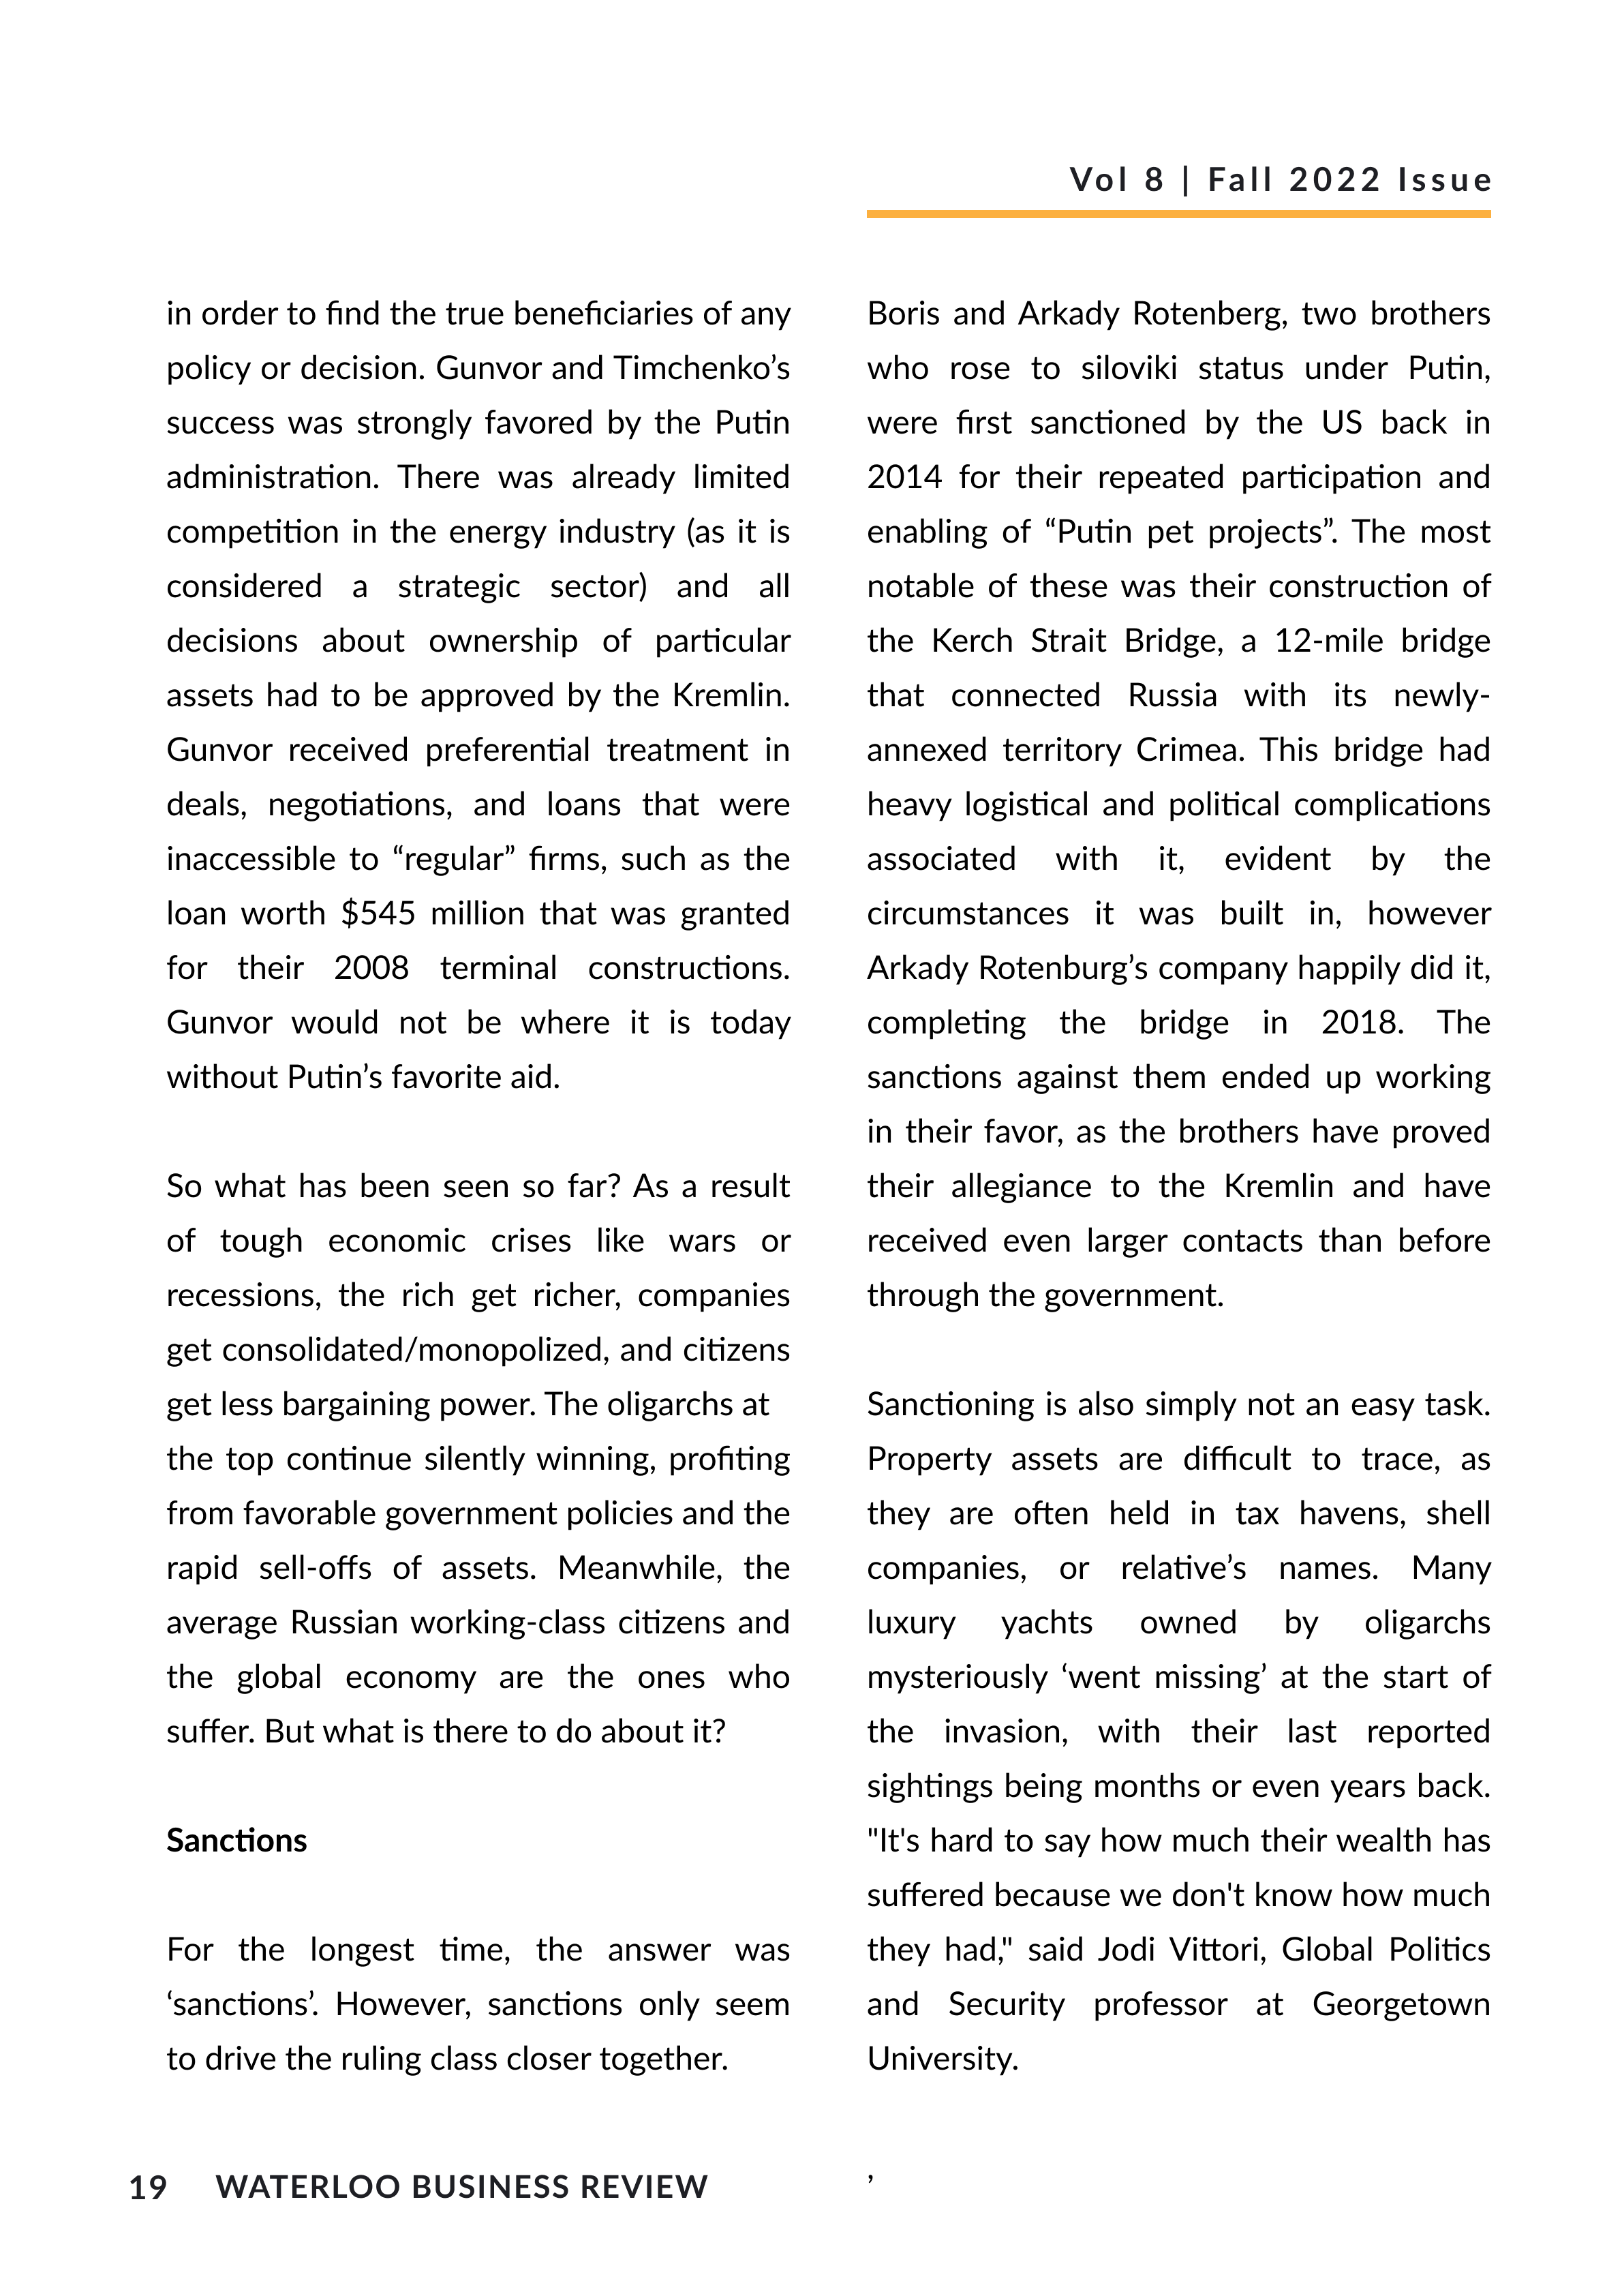 Vol 8 | Fall 2022 Issue
in order to find the true beneficiaries of any
policy or decision. Gunvor and Timchenko’s
success was strongly favored by the Putin
administration. There was already limited
competition in the energy industry (as it is
considered a strategic sector) and all
decisions about ownership of particular
assets had to be approved by the Kremlin.
Gunvor received preferential treatment in
deals, negotiations, and loans that were
inaccessible to “regular” firms, such as the
loan worth $545 million that was granted
for their 2008 terminal constructions.
Gunvor would not be where it is today
without Putin’s favorite aid.
So what has been seen so far? As a result
of tough economic crises like wars or
recessions, the rich get richer, companies
get consolidated/monopolized, and citizens
get less bargaining power. The oligarchs at
the top continue silently winning, profiting
from favorable government policies and the
rapid sell-offs of assets. Meanwhile, the
average Russian working-class citizens and
the global economy are the ones who
suffer. But what is there to do about it?
Sanctions
For the longest time, the answer was
‘sanctions’. However, sanctions only seem
to drive the ruling class closer together.
Boris and Arkady Rotenberg, two brothers
who rose to siloviki status under Putin,
were first sanctioned by the US back in
2014 for their repeated participation and
enabling of “Putin pet projects”. The most
notable of these was their construction of
the Kerch Strait Bridge, a 12-mile bridge
that connected Russia with its newly-
annexed territory Crimea. This bridge had
heavy logistical and political complications
associated with it, evident by the
circumstances it was built in, however
Arkady Rotenburg’s company happily did it,
completing the bridge in 2018. The
sanctions against them ended up working
in their favor, as the brothers have proved
their allegiance to the Kremlin and have
received even larger contacts than before
through the government.
Sanctioning is also simply not an easy task.
Property assets are difficult to trace, as
they are often held in tax havens, shell
companies, or relative’s names. Many
luxury yachts owned by oligarchs
mysteriously ‘went missing’ at the start of
the invasion, with their last reported
sightings being months or even years back.
"It's hard to say how much their wealth has
suffered because we don't know how much
they had," said Jodi Vittori, Global Politics
and Security professor at Georgetown
University.
19 WATERLOO BUSINESS REVIEW
’